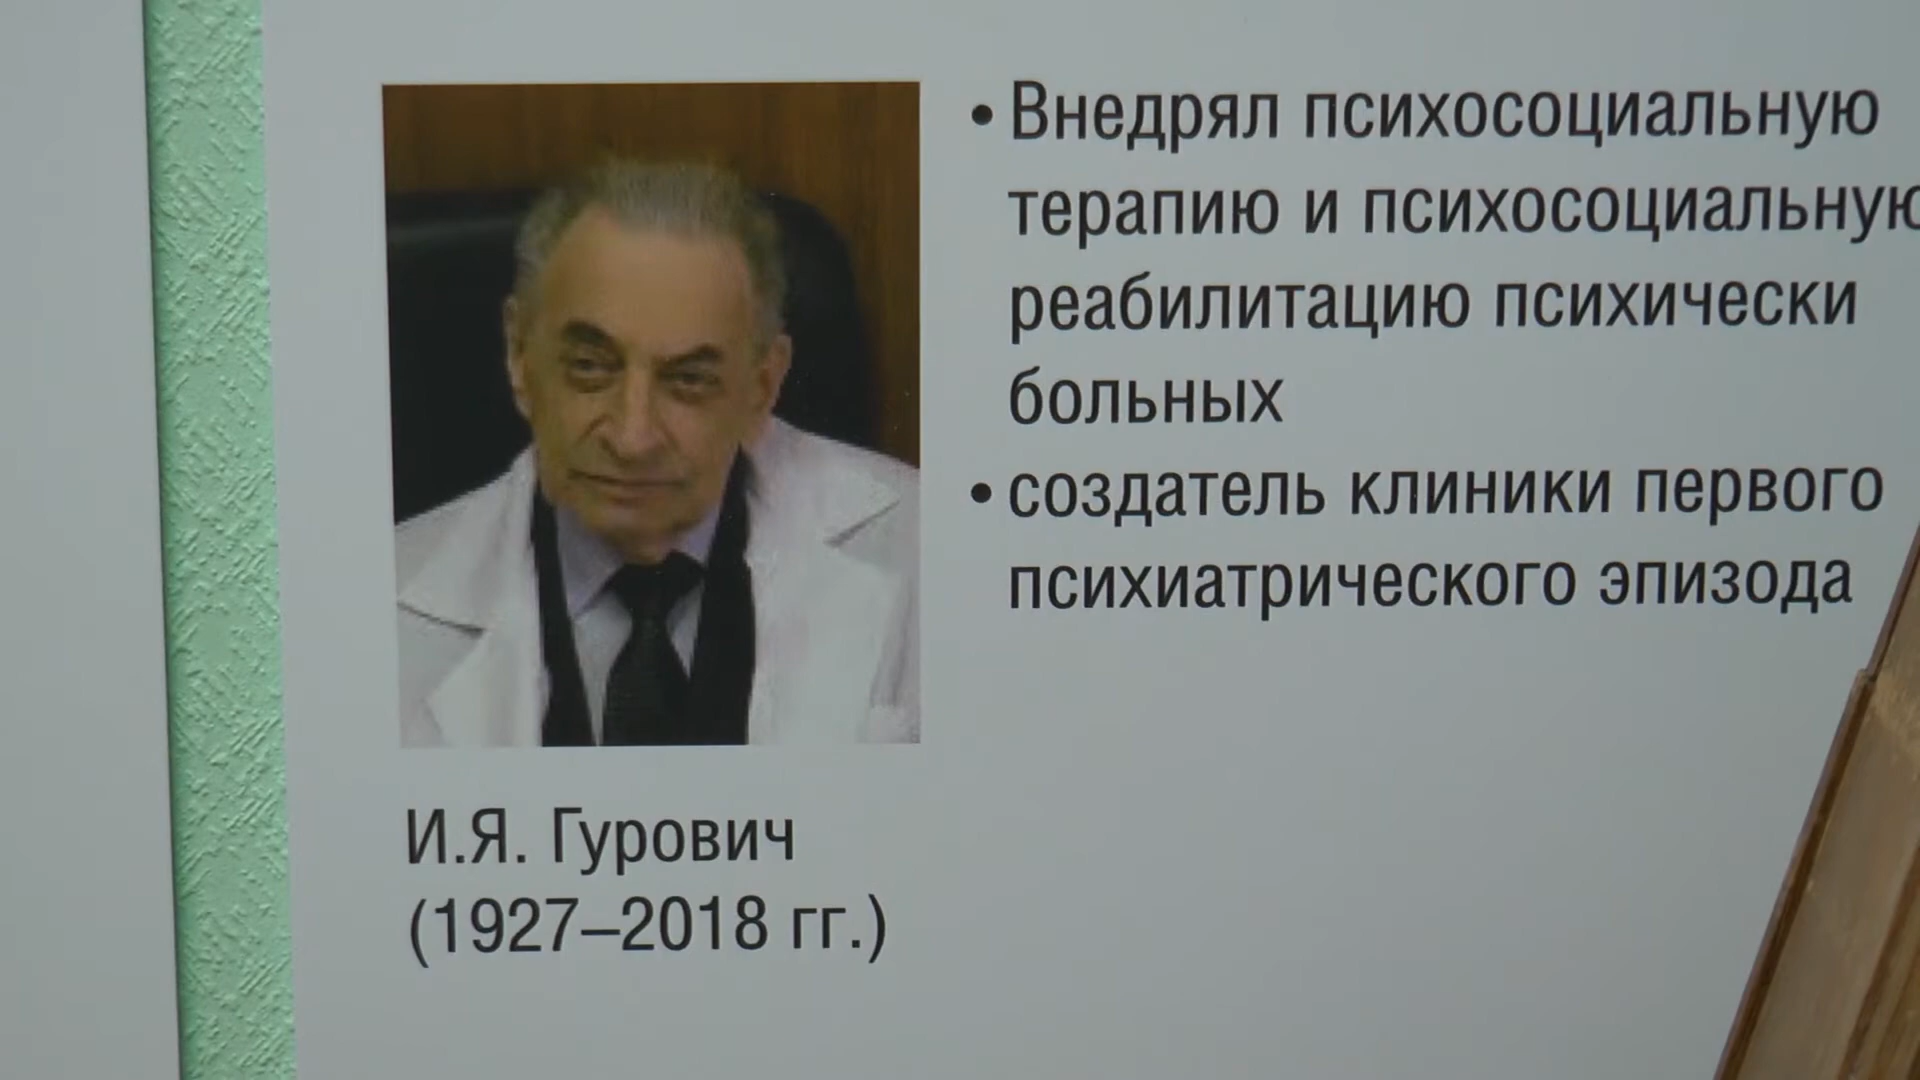 • Внедрял психосоциальную
терапию и психосоциальную
реабилитацию психически
больных
• создатель клиники первого
психиатрического эпизода
И.Я. Гурович
(1927–2018 гг.)